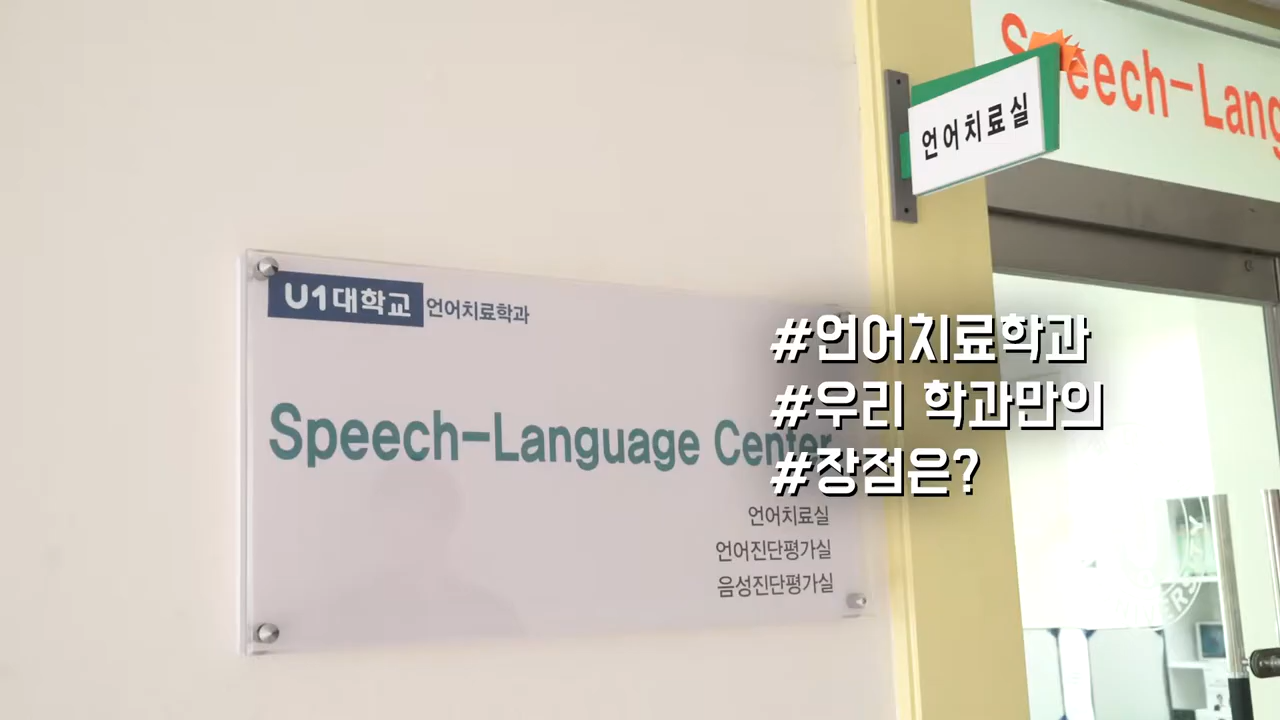 Speech-Lang
언어치료실
U1대학교 언어치료학과
Speech-Language Center
언어치료실
언어진단평가실
음성진단평가실
#언어치료학과
#우리 학과만의
#장점은?